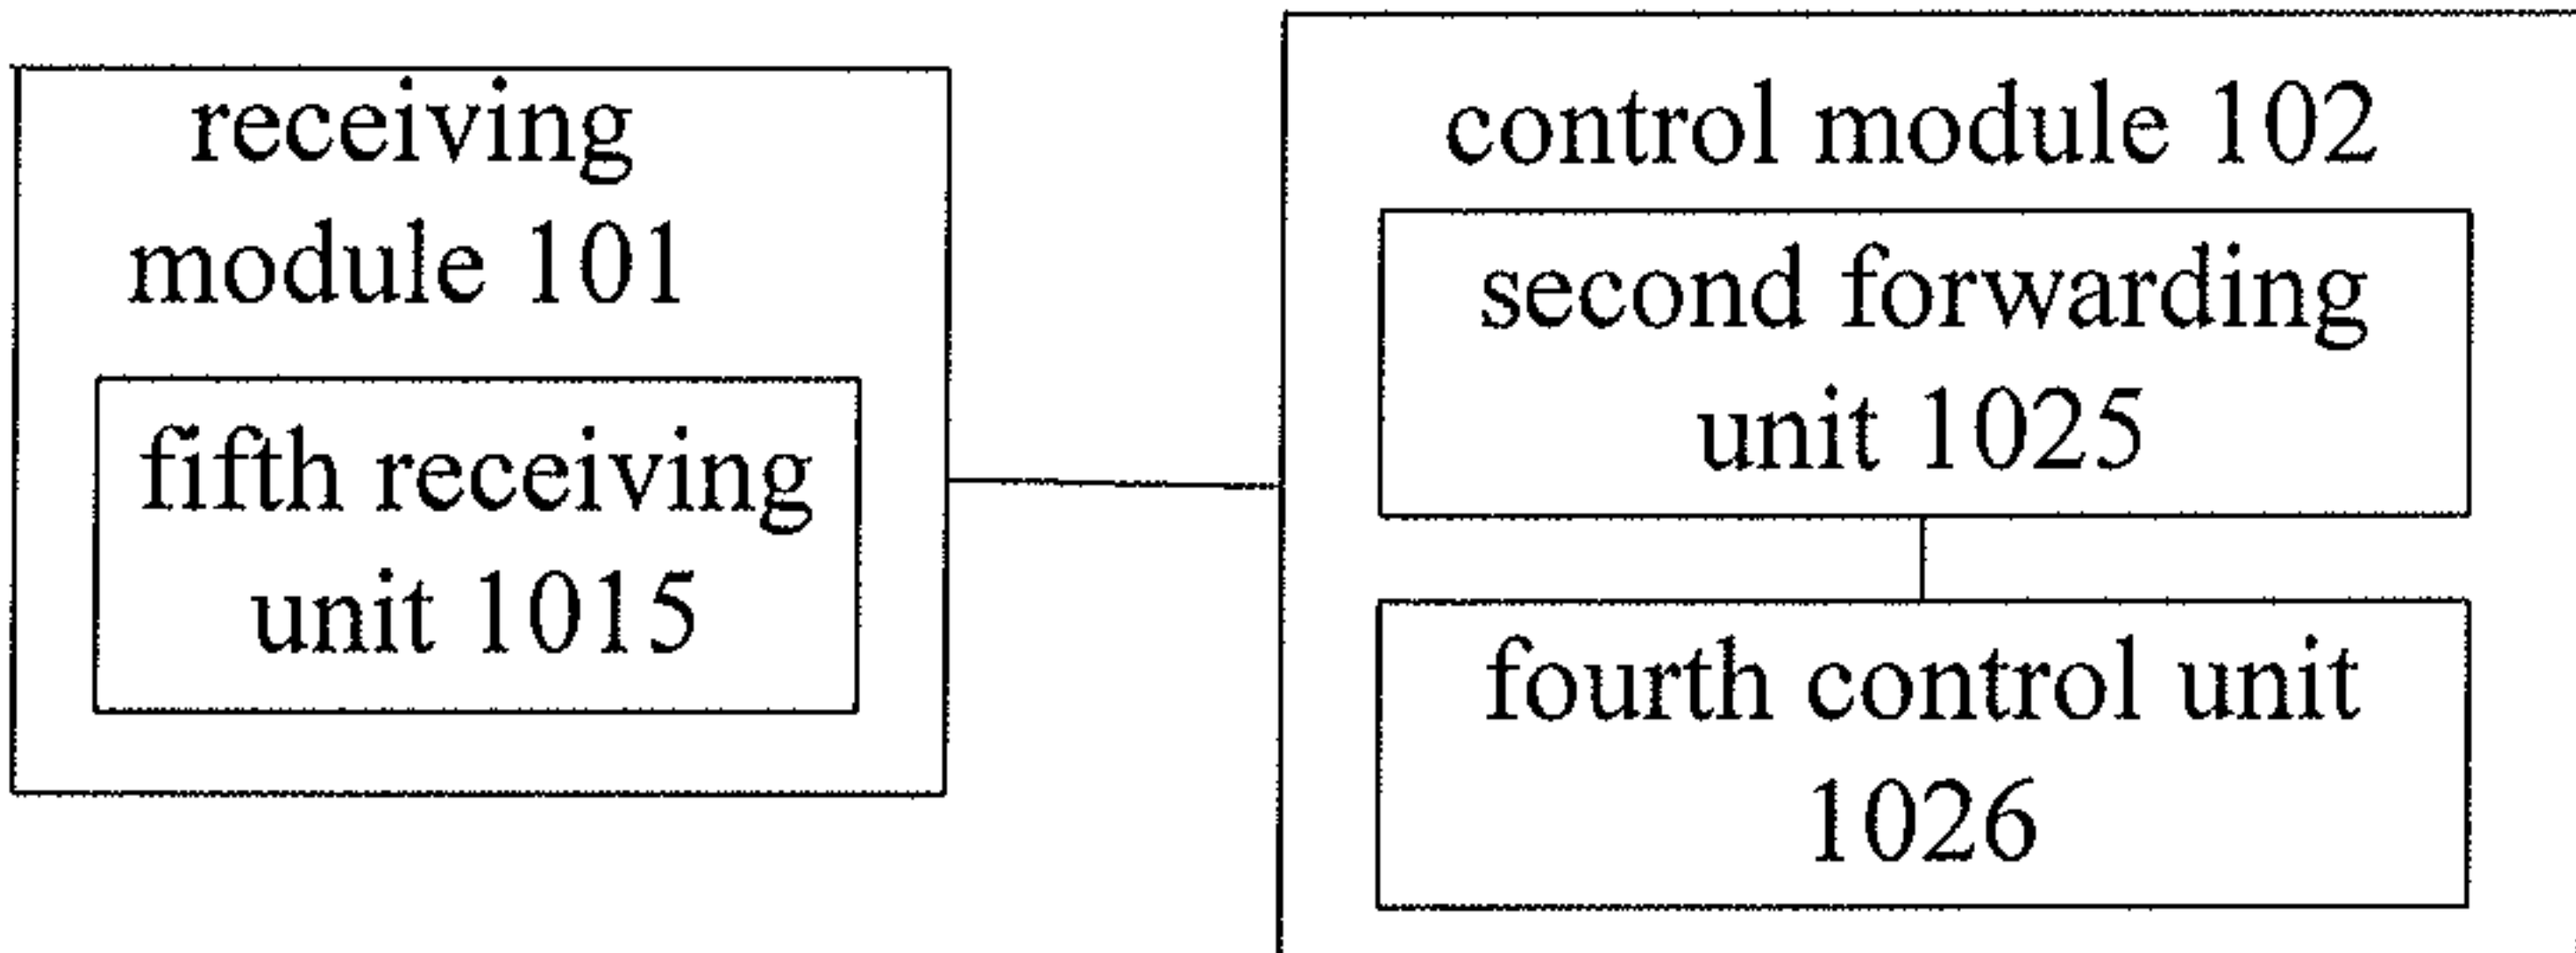 receiving
module 101
fifth receiving
unit 1015
control module 102
second forwarding
unit 1025
fourth control unit
1026